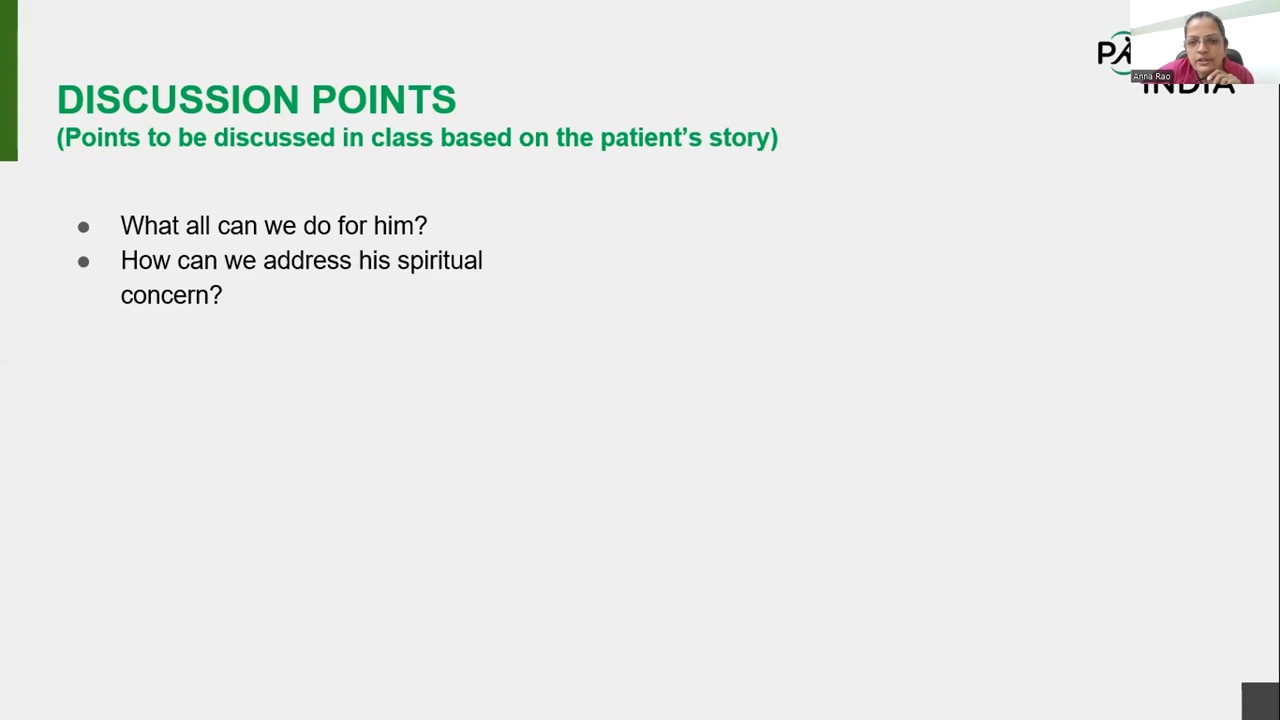 DISCUSSION POINTS
(Points to be discussed in class based on the patient's story)
● What all can we do for him?
● How can we address his spiritual
concern?
Anna Rao
INDIA